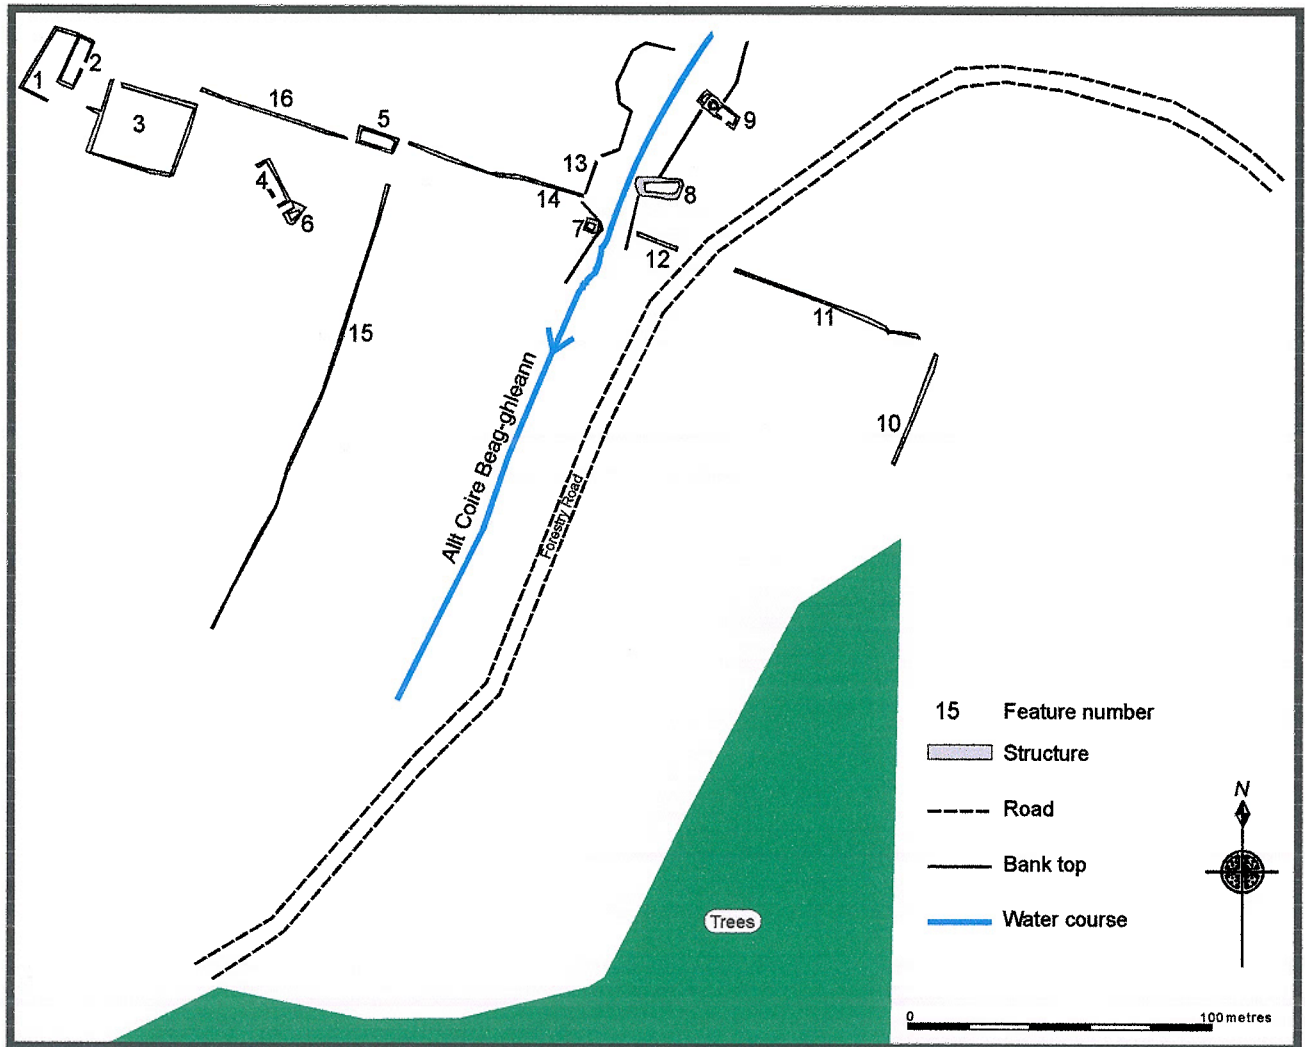 1
2
3
16
5
4
6
13
14
7
8
9
12
11
10
15
Allt Coire Beag-ghleann
Forestry Road
Trees
15 Feature number
Structure
Road
Bank top
Water course
N
0 100 metres